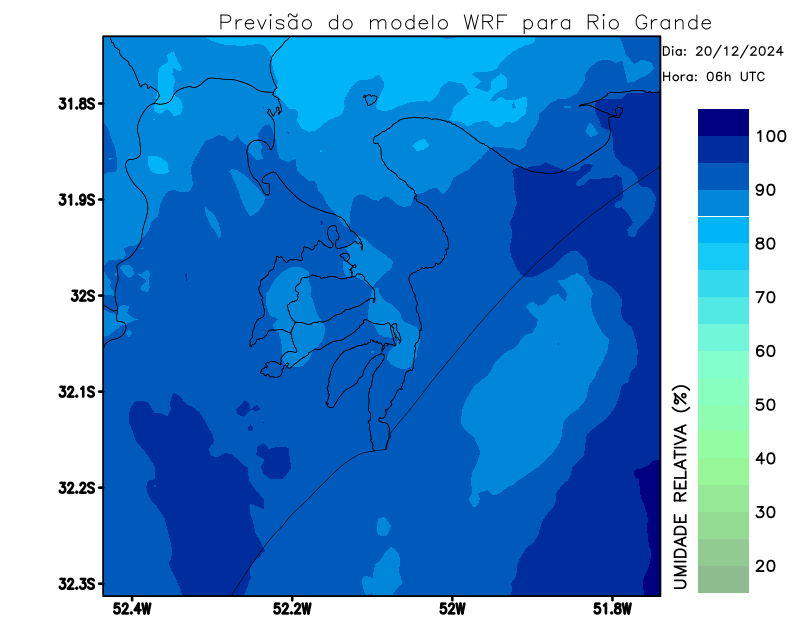 Previsão do modelo WRF para Rio Grande
Dia: 20/12/2024
Hora: 06h UTC
31.8S
31.9S
32S
32.1S
32.2S
32.3S
52.4W
52.2W
52W
51.8W
100
90
80
70
60
50
40
30
20
UMIDADE RELATIVA (%)